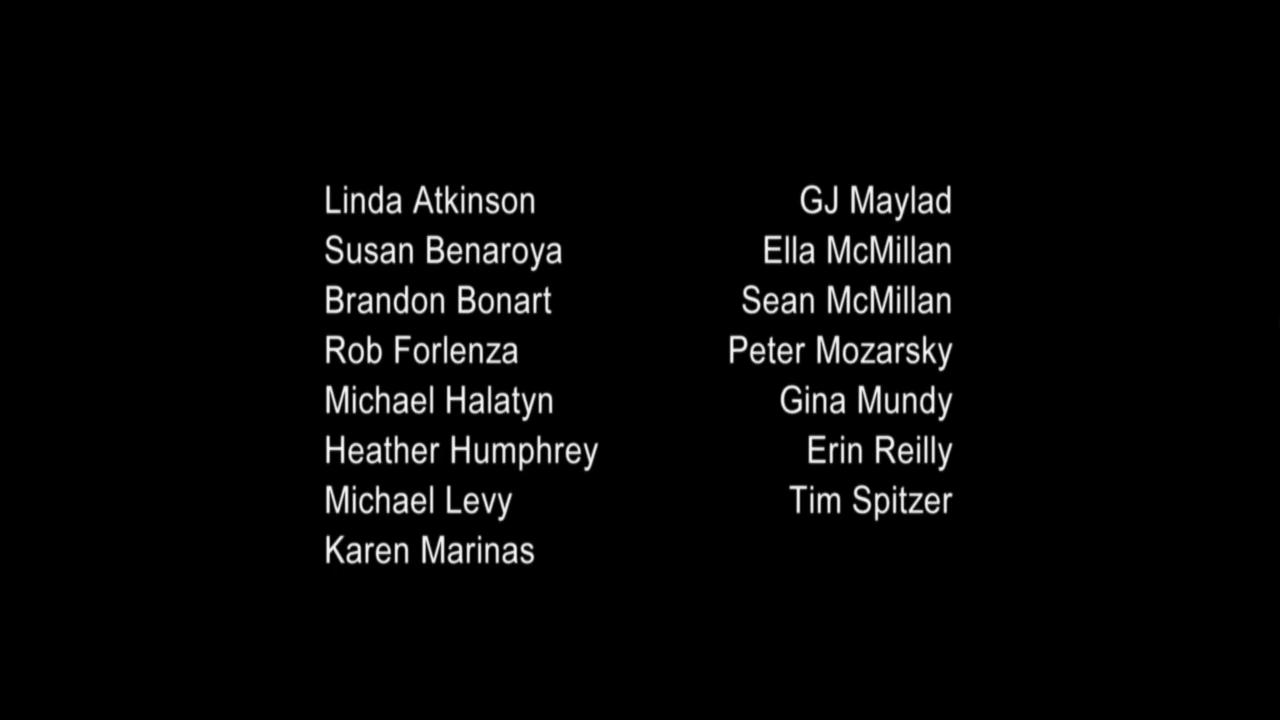 Linda Atkinson
Susan Benaroya
Brandon Bonart
Rob Forlenza
Michael Halatyn
Heather Humphrey
Michael Levy
Karen Marinas
GJ Maylad
Ella McMillan
Sean McMillan
Peter Mozarsky
Gina Mundy
Erin Reilly
Tim Spitzer